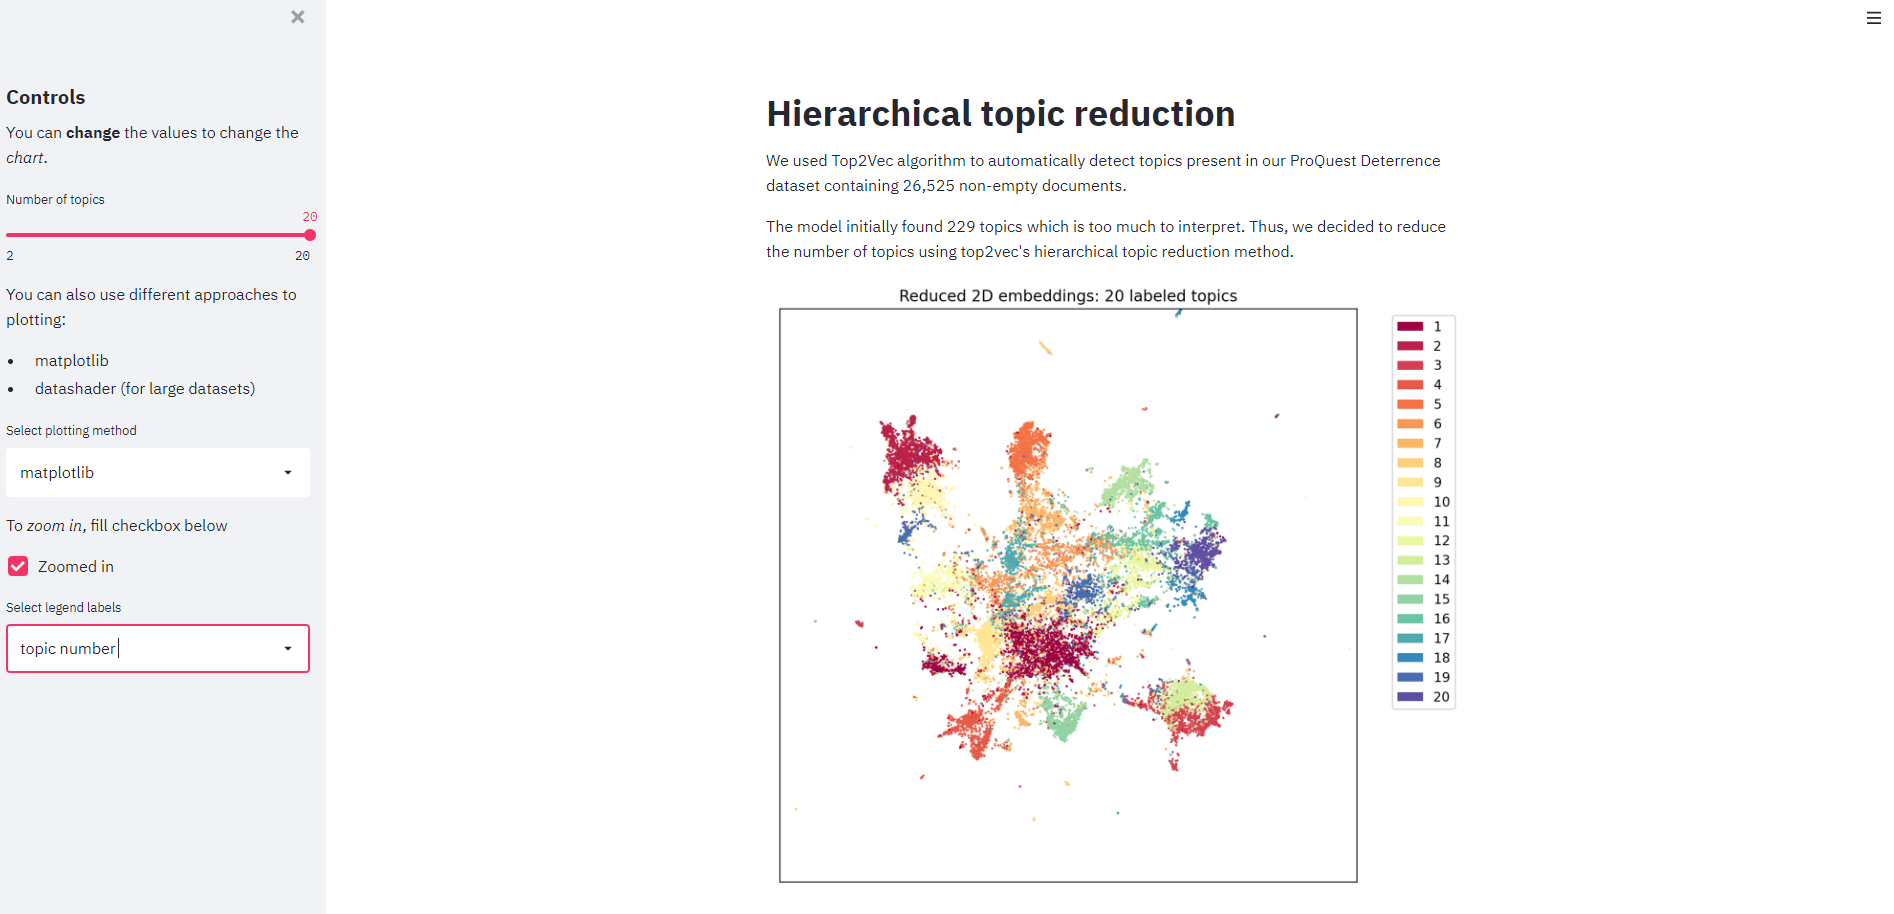 Controls
You can change the values to change the
chart.
Number of topics
20
2 20
You can also use different approaches to
plotting:
matplotlib
datashader (for large datasets)
Select plotting method
matplotlib
To zoom in, fill checkbox below
Zoomed in
Select legend labels
topic number
Hierarchical topic reduction
We used Top2Vec algorithm to automatically detect topics present in our ProQuest Deterrence
dataset containing 26,525 non-empty documents.
The model initially found 229 topics which is too much to interpret. Thus, we decided to reduce
the number of topics using top2vec's hierarchical topic reduction method.
Reduced 2D embeddings: 20 labeled topics
1
2
3
4
5
6
7
8
9
10
11
12
13
14
15
16
17
18
19
20